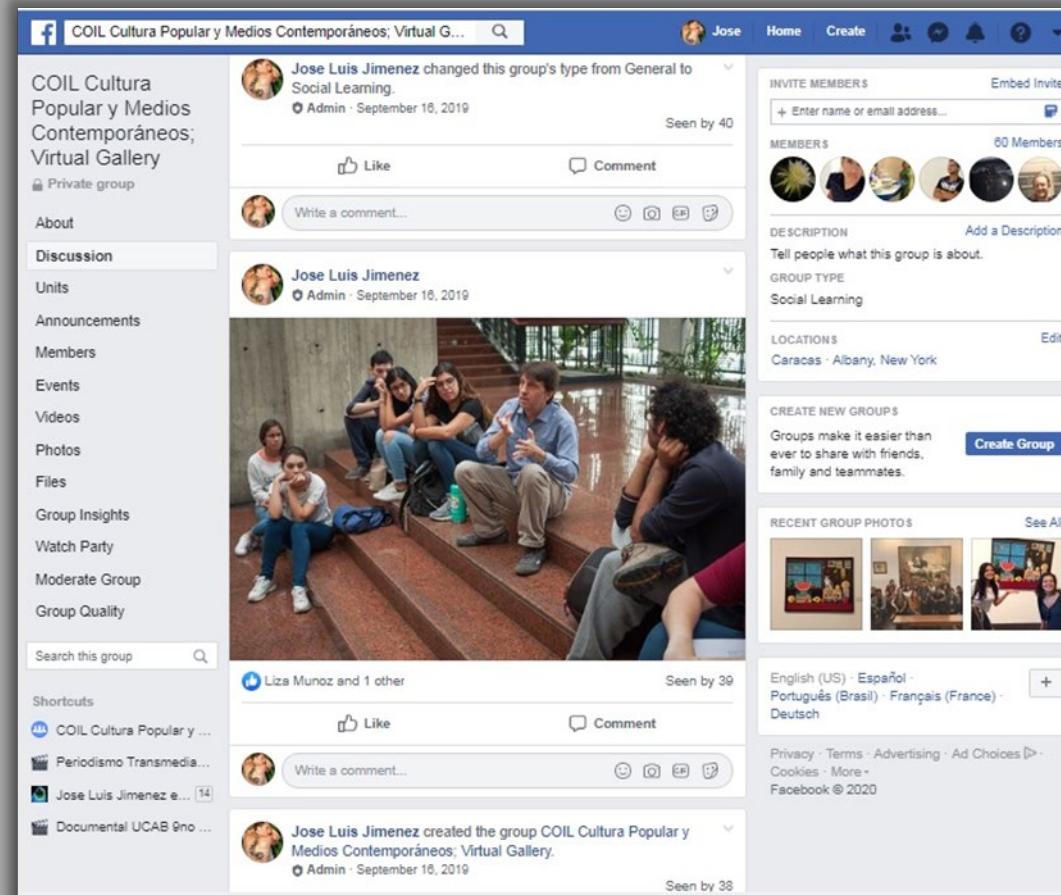 COIL Cultura Popular y Medios Contemporáneos; Virtual G...
Jose
Home
Create
COIL Cultura
Popular y Medios
Contemporáneos;
Virtual Gallery
Private group
About
Discussion
Units
Announcements
Members
Events
Videos
Photos
Files
Group Insights
Watch Party
Moderate Group
Group Quality
Search this group
Shortcuts
COIL Cultura Popular y ...
Periodismo Transmedia...
Jose Luis Jimenez e... 14
Documental UCAB 9no ...
Jose Luis Jimenez changed this group's type from General to
Social Learning.
Admin · September 16, 2019
Seen by 40
Like
Comment
Write a comment...
GIF
Jose Luis Jimenez
Admin · September 16, 2019
Liza Munoz and 1 other
Seen by 39
Like
Comment
Write a comment...
GIF
Jose Luis Jimenez created the group COIL Cultura Popular y
Medios Contemporáneos; Virtual Gallery.
Admin · September 16, 2019
Seen by 38
INVITE MEMBERS
Embed Invite
+ Enter name or email address...
MEMBERS
60 Members
DESCRIPTION
Add a Description
Tell people what this group is about.
GROUP TYPE
Social Learning
LOCATIONS
Edit
Caracas · Albany, New York
CREATE NEW GROUPS
Groups make it easier than
ever to share with friends,
family and teammates.
Create Group
RECENT GROUP PHOTOS
See All
English (US) · Español ·
Português (Brasil) · Français (France) ·
Deutsch
Privacy · Terms · Advertising · Ad Choices ·
Cookies · More
Facebook © 2020